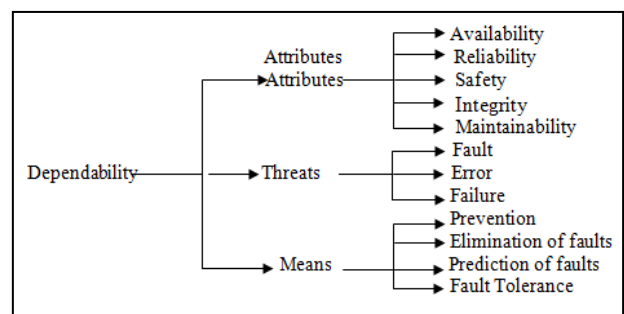 Availability
Attributes
Reliability
Attributes
Safety
Integrity
Maintainability
Fault
Dependability
Threats
Error
Failure
Prevention
Elimination of faults
Means
Prediction of faults
Fault Tolerance